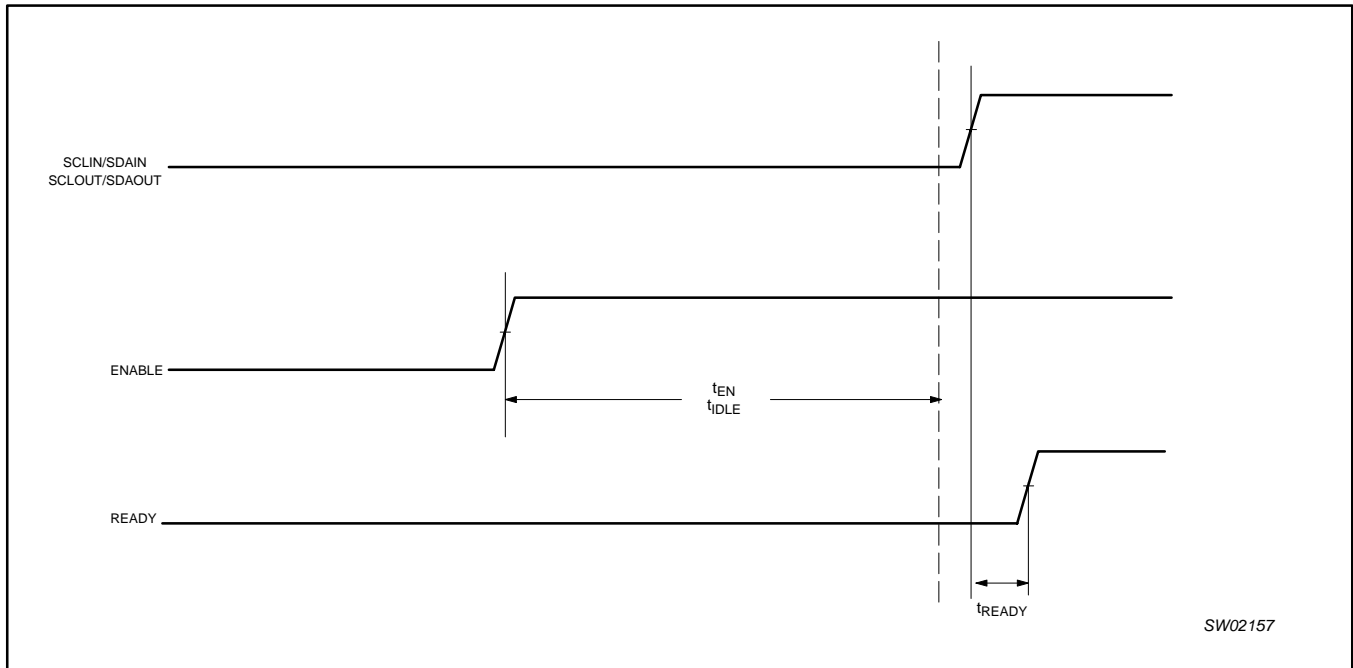 SCLIN/SDAIN
SCLOUT/SDAOUT
ENABLE
tEN
tIDLE
READY
tREADY
SW02157